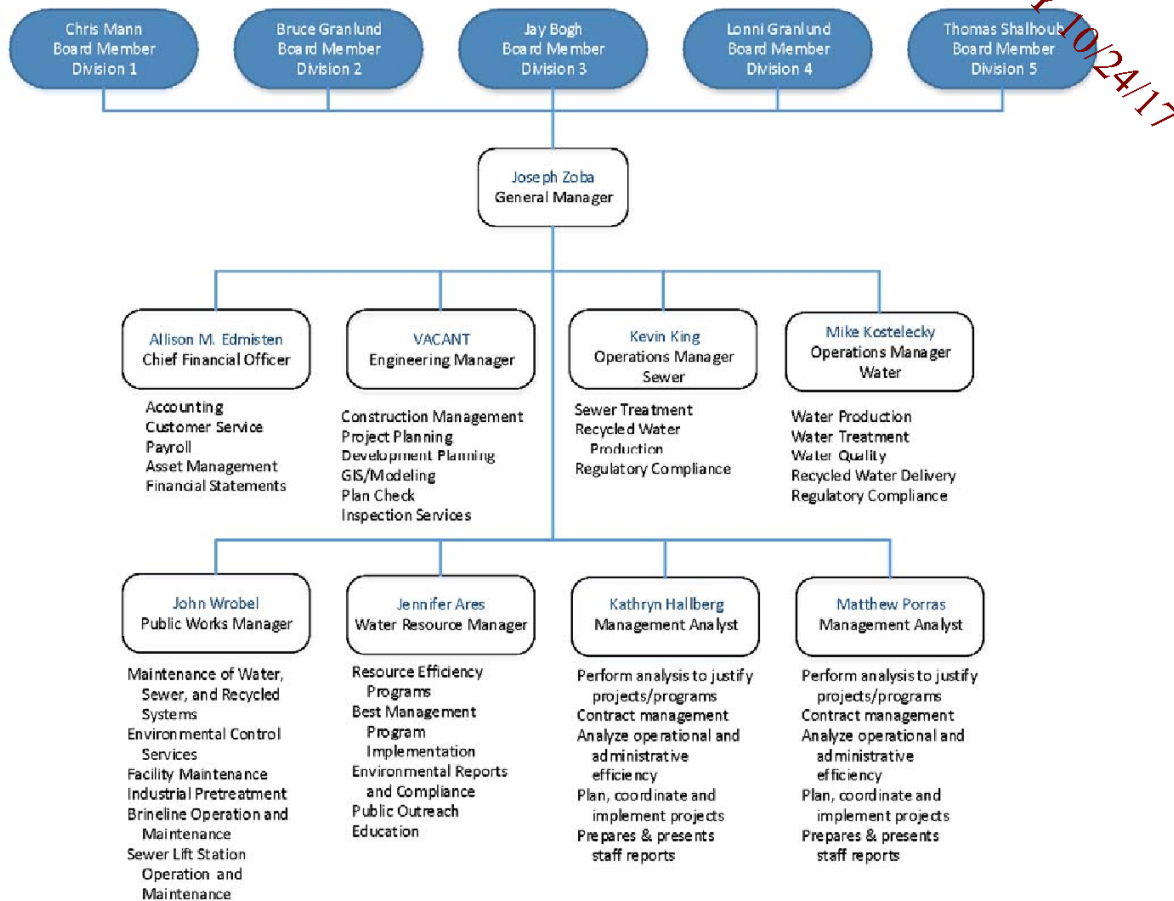 Chris Mann
Board Member
Division 1
Bruce Granlund
Board Member
Division 2
Jay Bogh
Board Member
Division 3
Lonni Granlund
Board Member
Division 4
Thomas Shalhoub
Board Member
Division 5
10/24/17
Joseph Zoba
General Manager
Allison M. Edmisten
Chief Financial Officer
Accounting
Customer Service
Payroll
Asset Management
Financial Statements
VACANT
Engineering Manager
Construction Management
Project Planning
Development Planning
GIS/Modeling
Plan Check
Inspection Services
Kevin King
Operations Manager
Sewer
Sewer Treatment
Recycled Water
Production
Regulatory Compliance
Mike Kostelecky
Operations Manager
Water
Water Production
Water Treatment
Water Quality
Recycled Water Delivery
Regulatory Compliance
John Wrobel
Public Works Manager
Maintenance of Water,
Sewer, and Recycled
Systems
Environmental Control
Services
Facility Maintenance
Industrial Pretreatment
Brineline Operation and
Maintenance
Sewer Lift Station
Operation and
Maintenance
Jennifer Ares
Water Resource Manager
Resource Efficiency
Programs
Best Management
Program
Implementation
Environmental Reports
and Compliance
Public Outreach
Education
Kathryn Hallberg
Management Analyst
Perform analysis to justify
projects/programs
Contract management
Analyze operational and
administrative
efficiency
Plan, coordinate and
implement projects
Prepares & presents
staff reports
Matthew Porras
Management Analyst
Perform analysis to justify
projects/programs
Contract management
Analyze operational and
administrative
efficiency
Plan, coordinate and
implement projects
Prepares & presents
staff reports